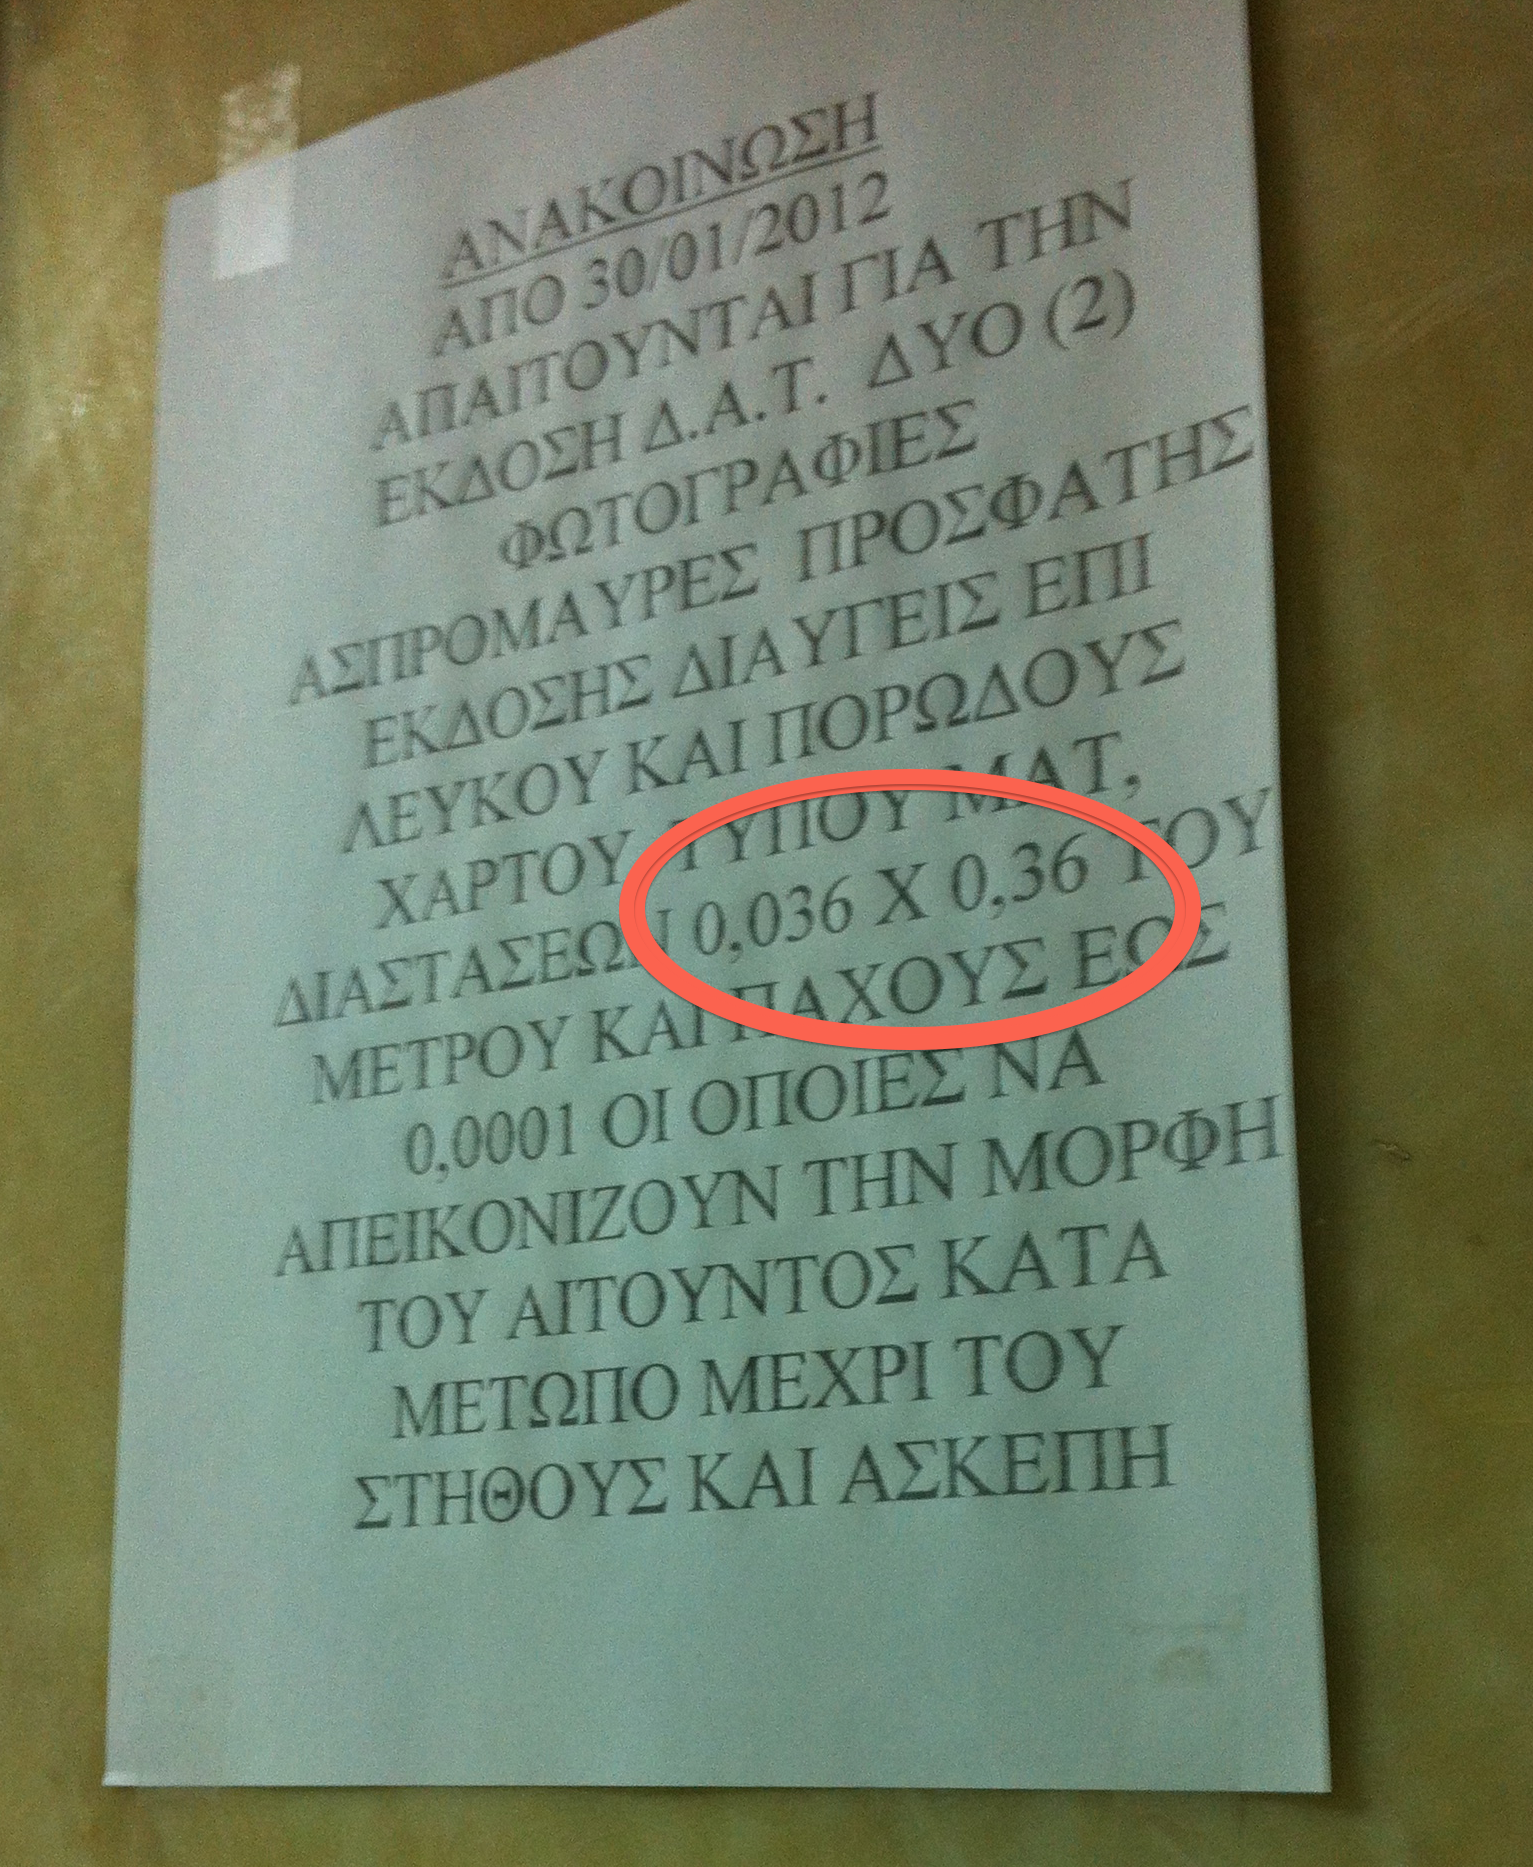 ΑΝΑΚΟΙΝΩΣΗ
ΑΠΟ 30/01/2012
ΑΠΑΙΤΟΥΝΤΑΙ ΓΙΑ ΤΗΝ
ΕΚΔΟΣΗ Δ.Α.Τ. ΔΥΟ (2)
ΦΩΤΟΓΡΑΦΙΕΣ
ΑΣΠΡΟΜΑΥΡΕΣ ΠΡΟΣΦΑΤΗΣ
ΕΚΔΟΣΗΣ ΔΙΑΥΓΕΙΣ ΕΠΙ
ΛΕΥΚΟΥ ΚΑΙ ΠΟΡΩΔΟΥΣ
ΧΑΡΤΟΥ ΤΥΠΟΥ ΜΑΤ,
ΔΙΑΣΤΑΣΕΩΝ 0,036 Χ 0,36 ΤΟΥ
ΜΕΤΡΟΥ ΚΑΙ ΠΑΧΟΥΣ ΕΩΣ
0,0001 ΟΙ ΟΠΟΙΕΣ ΝΑ
ΑΠΕΙΚΟΝΙΖΟΥΝ ΤΗΝ ΜΟΡΦΗ
ΤΟΥ ΑΙΤΟΥΝΤΟΣ ΚΑΤΑ
ΜΕΤΩΠΟ ΜΕΧΡΙ ΤΟΥ
ΣΤΗΘΟΥΣ ΚΑΙ ΑΣΚΕΠΗ